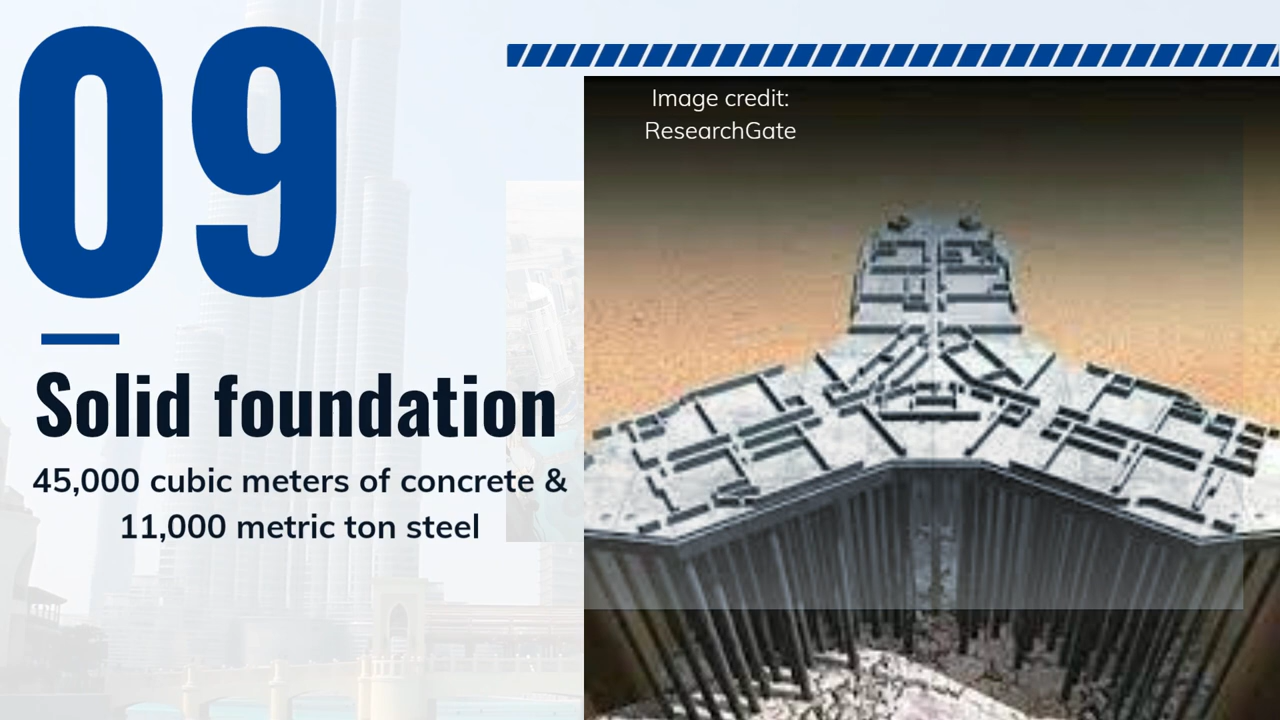 09
Solid foundation
45,000 cubic meters of concrete &
11,000 metric ton steel
Image credit:
ResearchGate